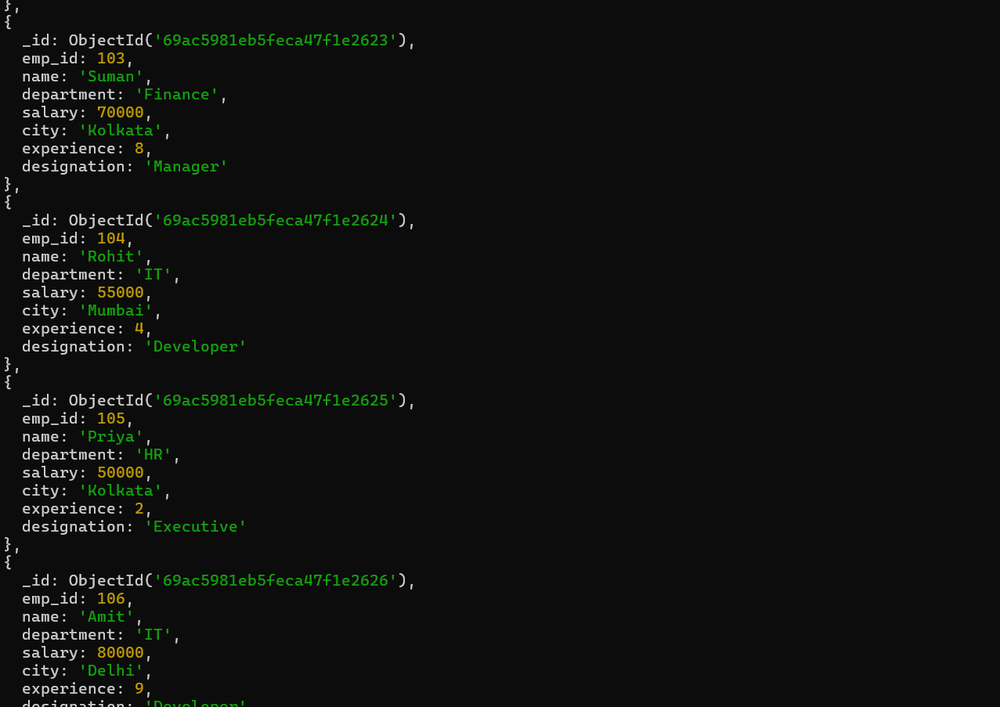 },
{
  _id: ObjectId('69ac5981eb5feca47f1e2623'),
  emp_id: 103,
  name: 'Suman',
  department: 'Finance',
  salary: 70000,
  city: 'Kolkata',
  experience: 8,
  designation: 'Manager'
},
{
  _id: ObjectId('69ac5981eb5feca47f1e2624'),
  emp_id: 104,
  name: 'Rohit',
  department: 'IT',
  salary: 55000,
  city: 'Mumbai',
  experience: 4,
  designation: 'Developer'
},
{
  _id: ObjectId('69ac5981eb5feca47f1e2625'),
  emp_id: 105,
  name: 'Priya',
  department: 'HR',
  salary: 50000,
  city: 'Kolkata',
  experience: 2,
  designation: 'Executive'
},
{
  _id: ObjectId('69ac5981eb5feca47f1e2626'),
  emp_id: 106,
  name: 'Amit',
  department: 'IT',
  salary: 80000,
  city: 'Delhi',
  experience: 9,
  designation: 'Developer'